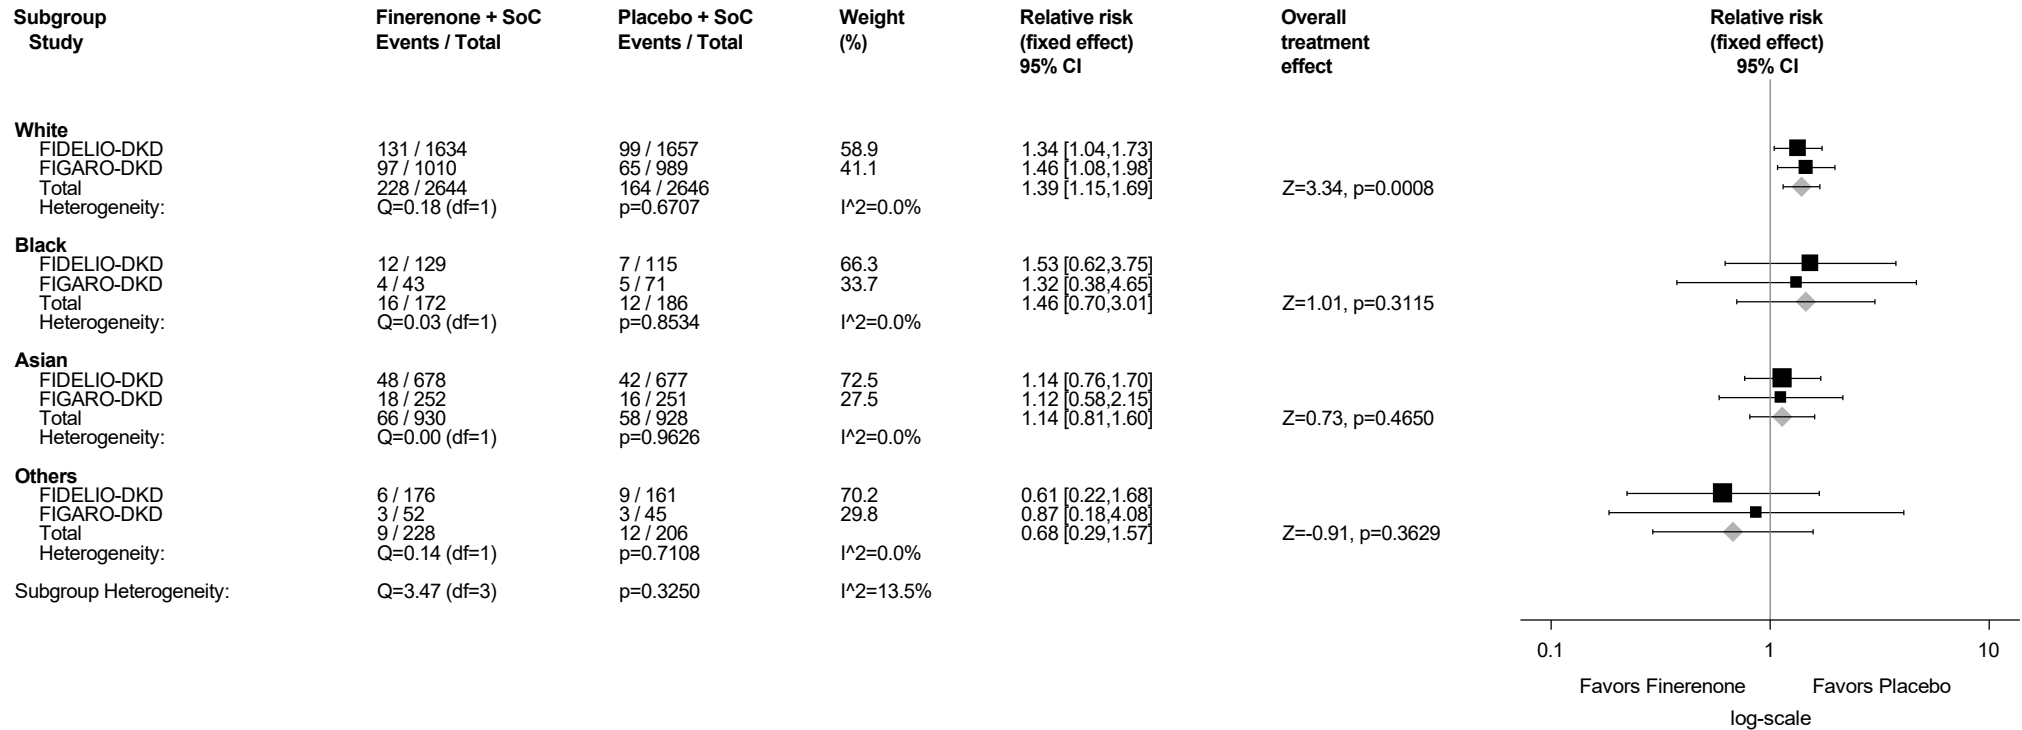 Subgroup Finerenone + SoC Placebo + SoC Weight Relative risk Overall Relative risk
Study Events / Total Events / Total (%) (fixed effect) treatment (fixed effect)
95% CI effect 95% CI
White
FIDELIO-DKD 131 / 1634 99 / 1657 58.9 1.34 [1.04,1.73]
FIGARO-DKD 97 / 1010 65 / 989 41.1 1.46 [1.08,1.98]
Total 228 / 2644 164 / 2646 1.39 [1.15,1.69] Z=3.34, p=0.0008
Heterogeneity: Q=0.18 (df=1) p=0.6707 I^2=0.0%
Black
FIDELIO-DKD 12 / 129 7 / 115 66.3 1.53 [0.62,3.75]
FIGARO-DKD 4 / 43 5 / 71 33.7 1.32 [0.38,4.65]
Total 16 / 172 12 / 186 1.46 [0.70,3.01] Z=1.01, p=0.3115
Heterogeneity: Q=0.03 (df=1) p=0.8534 I^2=0.0%
Asian
FIDELIO-DKD 48 / 678 42 / 677 72.5 1.14 [0.76,1.70]
FIGARO-DKD 18 / 252 16 / 251 27.5 1.12 [0.58,2.15]
Total 66 / 930 58 / 928 1.14 [0.81,1.60] Z=0.73, p=0.4650
Heterogeneity: Q=0.00 (df=1) p=0.9626 I^2=0.0%
Others
FIDELIO-DKD 6 / 176 9 / 161 70.2 0.61 [0.22,1.68]
FIGARO-DKD 3 / 52 3 / 45 29.8 0.87 [0.18,4.08]
Total 9 / 228 12 / 206 0.68 [0.29,1.57] Z=-0.91, p=0.3629
Heterogeneity: Q=0.14 (df=1) p=0.7108 I^2=0.0%
Subgroup Heterogeneity: Q=3.47 (df=3) p=0.3250 I^2=13.5%
0.1 1 10
Favors Finerenone Favors Placebo
log-scale